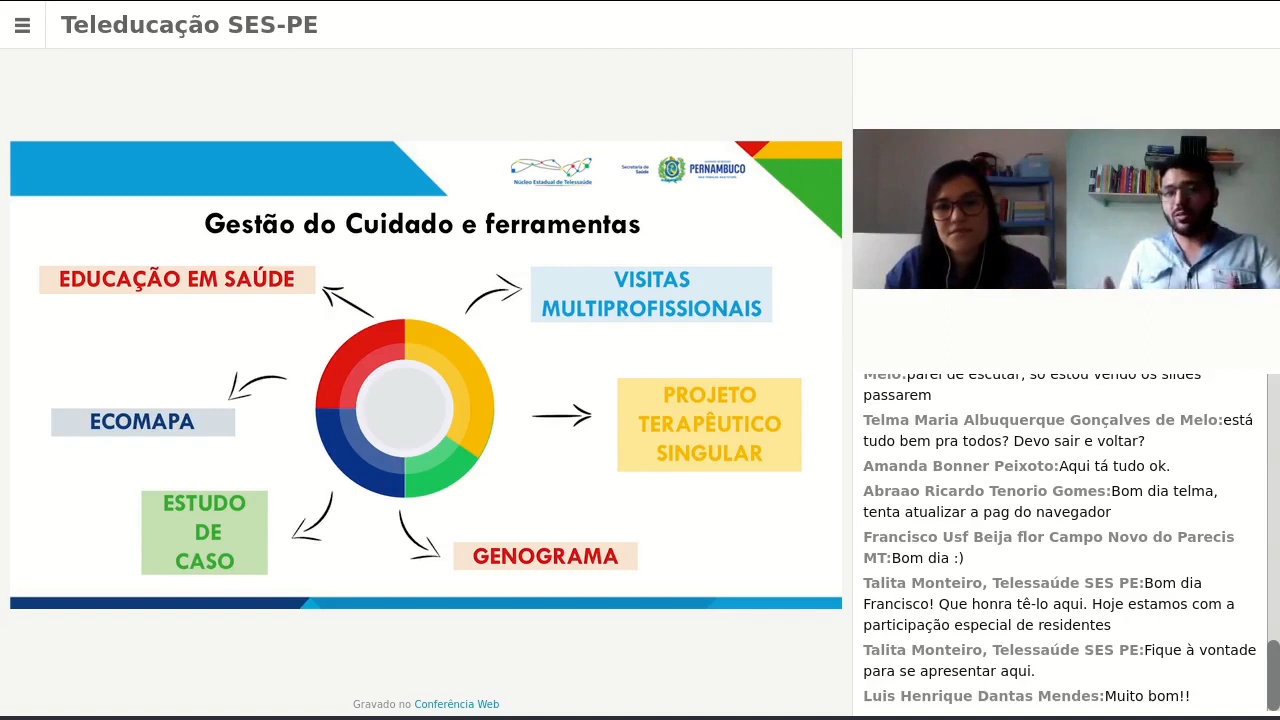 Teleducação SES-PE
Núcleo Estadual de Telessaúde
Secretaria de
Saúde
PERNAMBUCO
Gestão do Cuidado e ferramentas
EDUCAÇÃO EM SAÚDE
VISITAS
MULTIPROFISSIONAIS
ECOMAPA
PROJETO
TERAPÊUTICO
SINGULAR
ESTUDO
DE
CASO
GENOGRAMA
Gravado no Conferência Web
Melo:parei de escutar, só estou vendo os slides
passarem
Telma Maria Albuquerque Gonçalves de Melo:está
tudo bem pra todos? Devo sair e voltar?
Amanda Bonner Peixoto:Aqui tá tudo ok.
Abraao Ricardo Tenorio Gomes:Bom dia telma,
tenta atualizar a pag do navegador
Francisco Usf Beija flor Campo Novo do Parecis
MT:Bom dia :)
Talita Monteiro, Telessaúde SES PE:Bom dia
Francisco! Que honra tê-lo aqui. Hoje estamos com a
participação especial de residentes
Talita Monteiro, Telessaúde SES PE:Fique à vontade
para se apresentar aqui.
Luis Henrique Dantas Mendes:Muito bom!!